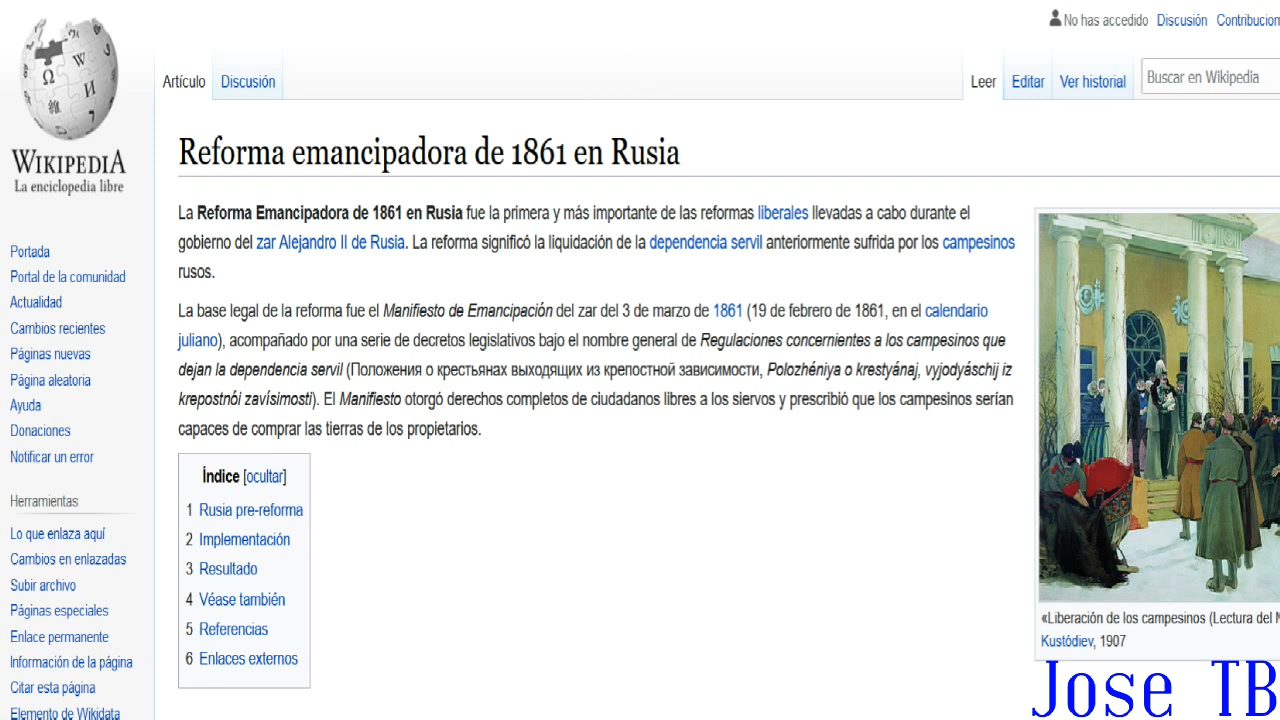 No ha accedido Discusión Contribucion
Artículo Discusión Leer Editar Ver historial Buscar en Wikipedia
WIKIPEDIA
La enciclopedia libre
Reforma emancipadora de 1861 en Rusia
La Reforma Emancipadora de 1861 en Rusia fue la primera y más importante de las reformas liberales llevadas a cabo durante el
gobierno del zar Alejandro II de Rusia. La reforma significó la liquidación de la dependencia servil anteriormente sufrida por los campesinos
rusos.
La base legal de la reforma fue el Manifiesto de Emancipación del zar del 3 de marzo de 1861 (19 de febrero de 1861, en el calendario
juliano), acompañado por una serie de decretos legislativos bajo el nombre general de Regulaciones concernientes a los campesinos que
dejan la dependencia servil (Положения о крестьянах выходящих из крепостной зависимости, Polozhéniya o krestyánaj, vyjodyáschij iz
krepostnói zavísimosti). El Manifiesto otorgó derechos completos de ciudadanos libres a los siervos y prescribió que los campesinos serían
capaces de comprar las tierras de los propietarios.
Índice [ocultar]
1 Rusia pre-reforma
2 Implementación
3 Resultado
4 Véase también
5 Referencias
6 Enlaces externos
Portada
Portal de la comunidad
Actualidad
Cambios recientes
Páginas nuevas
Página aleatoria
Ayuda
Donaciones
Notificar un error
Herramientas
Lo que enlaza aquí
Cambios en enlazadas
Subir archivo
Páginas especiales
Enlace permanente
Información de la página
Citar esta página
Elemento de Wikidata
«Liberación de los campesinos (Lectura del
Kustódiev, 1907
Jose TB